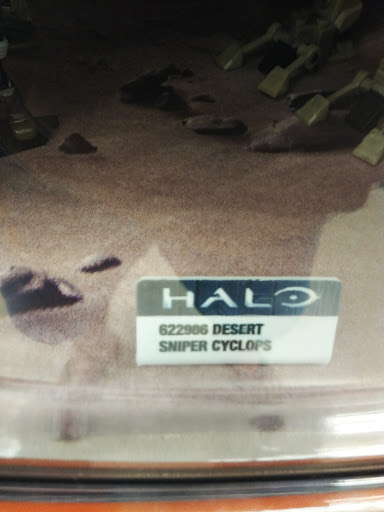 HALO
622986 DESERT
SNIPER CYCLOPS